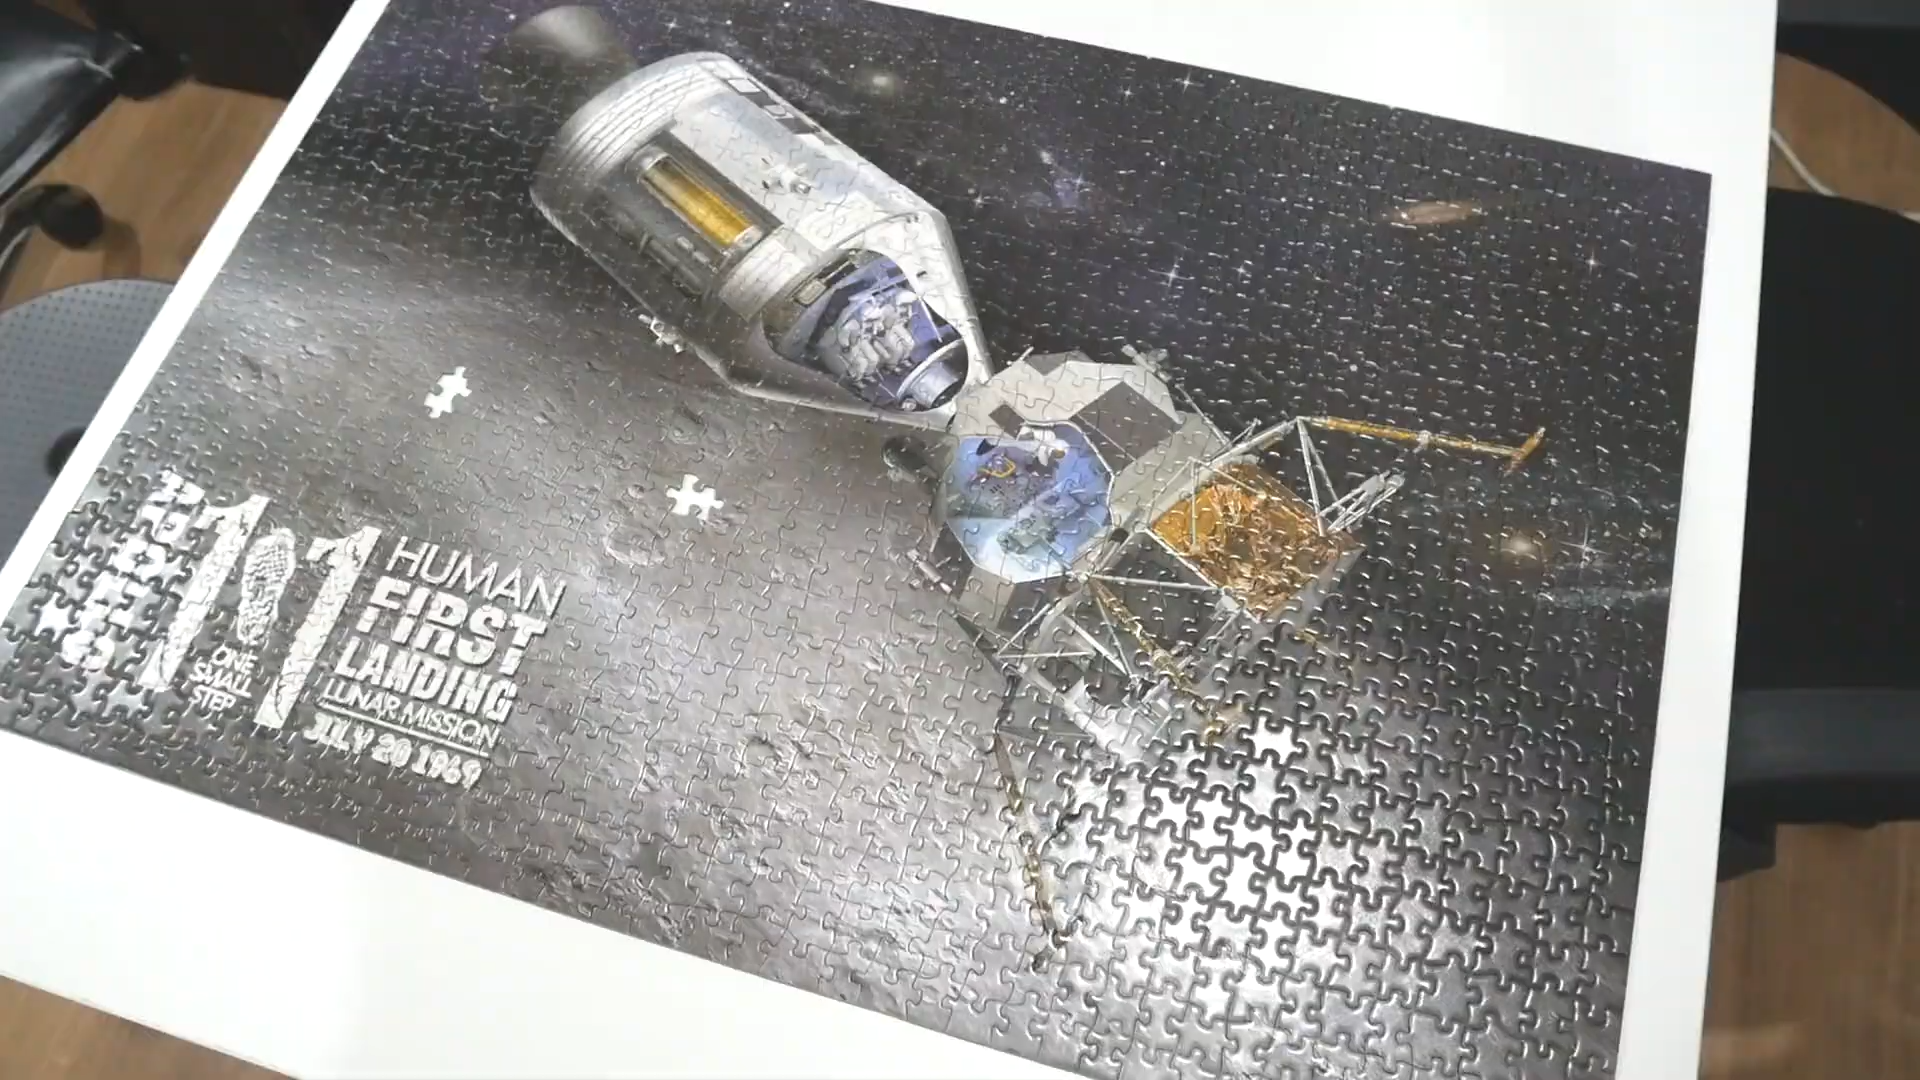 HUMAN
FIRST
LANDING
LUNAR MISSION
JULY 20 1969
ONE
SMALL
STEP